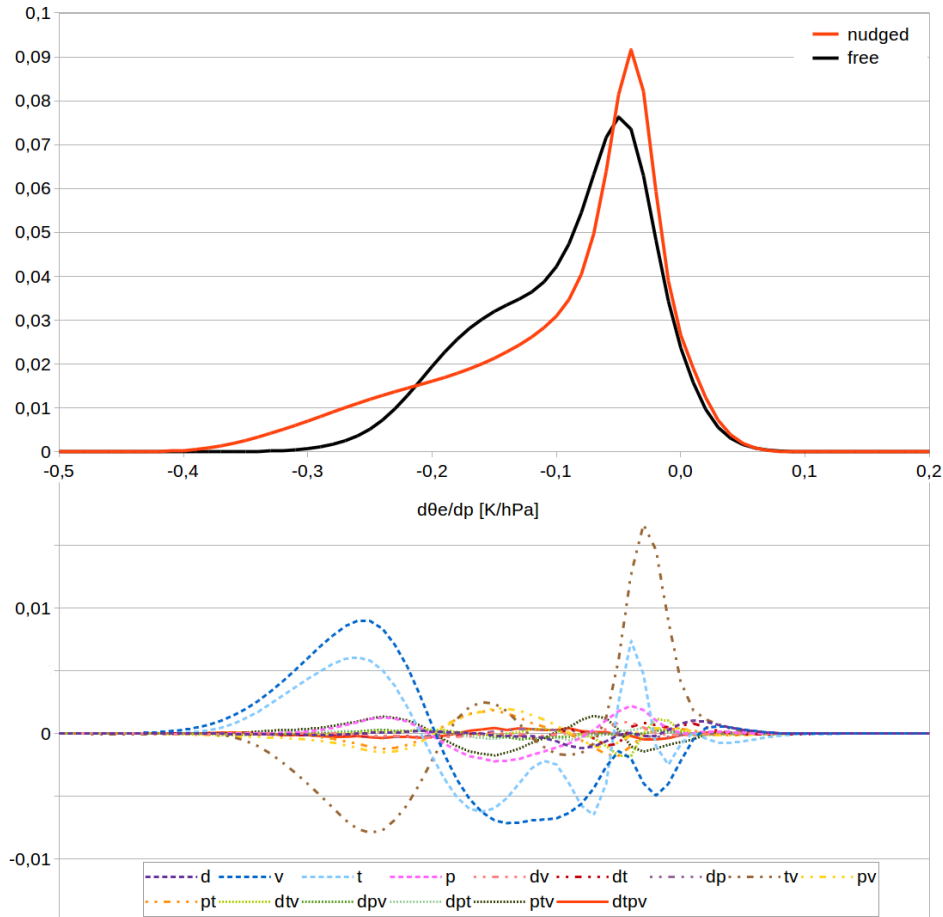 0,1
nudged
free
0,09
0,08
0,07
0,06
0,05
0,04
0,03
0,02
0,01
0
-0,5 -0,4 -0,3 -0,2 -0,1 0,0 0,1 0,2
dθe/dp [K/hPa]
0,01
0
-0,01
d v t p dv dt dp tv pv
pt dtv dpv dpt ptv dtpv